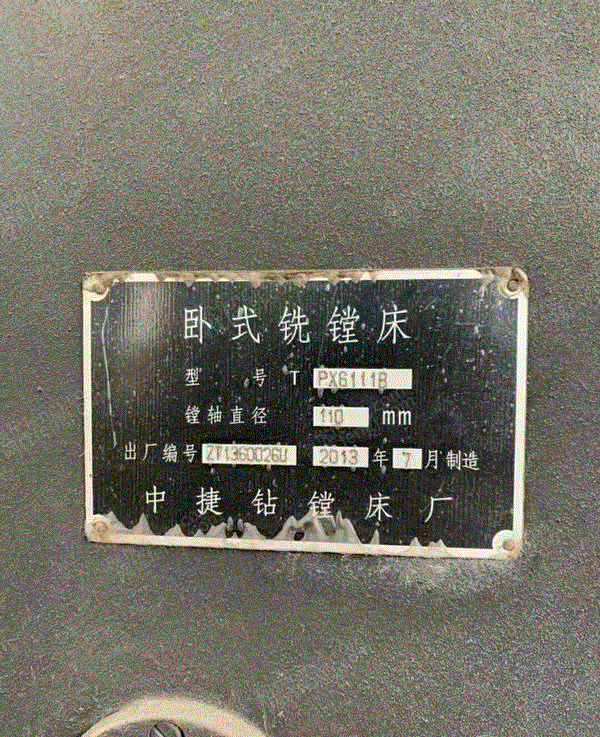 卧式铣镗床
型 号 T PX6111B
镗轴直径 110 mm
出厂编号 ZT1360026U 2013 年 7 月制造
中捷钻镗床厂